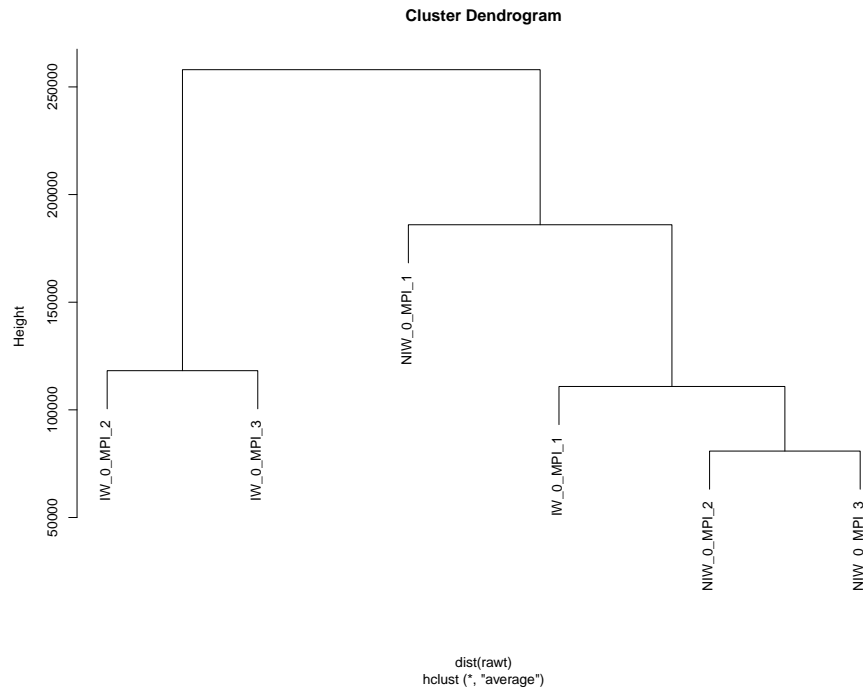 Cluster Dendrogram
Height
250000
200000
150000
100000
50000
IW_0_MPI_2
IW_0_MPI_3
NIW_0_MPI_1
IW_0_MPI_1
NIW_0_MPI_2
NIW_0_MPI_3
dist(rawt)
hclust (*, "average")